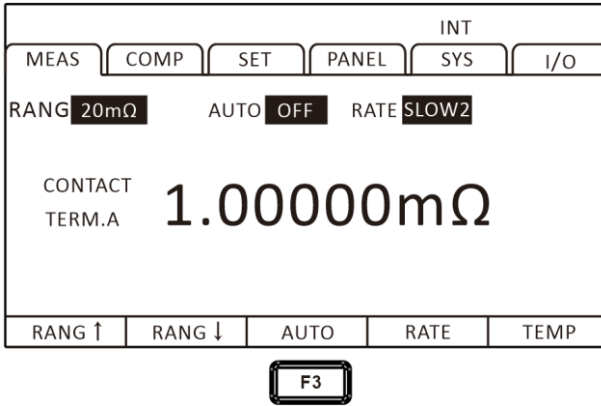 INT
MEAS COMP SET PANEL SYS I/O
RANG 20mΩ AUTO OFF RATE SLOW2
CONTACT
TERM.A
1.00000mΩ
RANG↑ RANG↓ AUTO RATE TEMP
F3